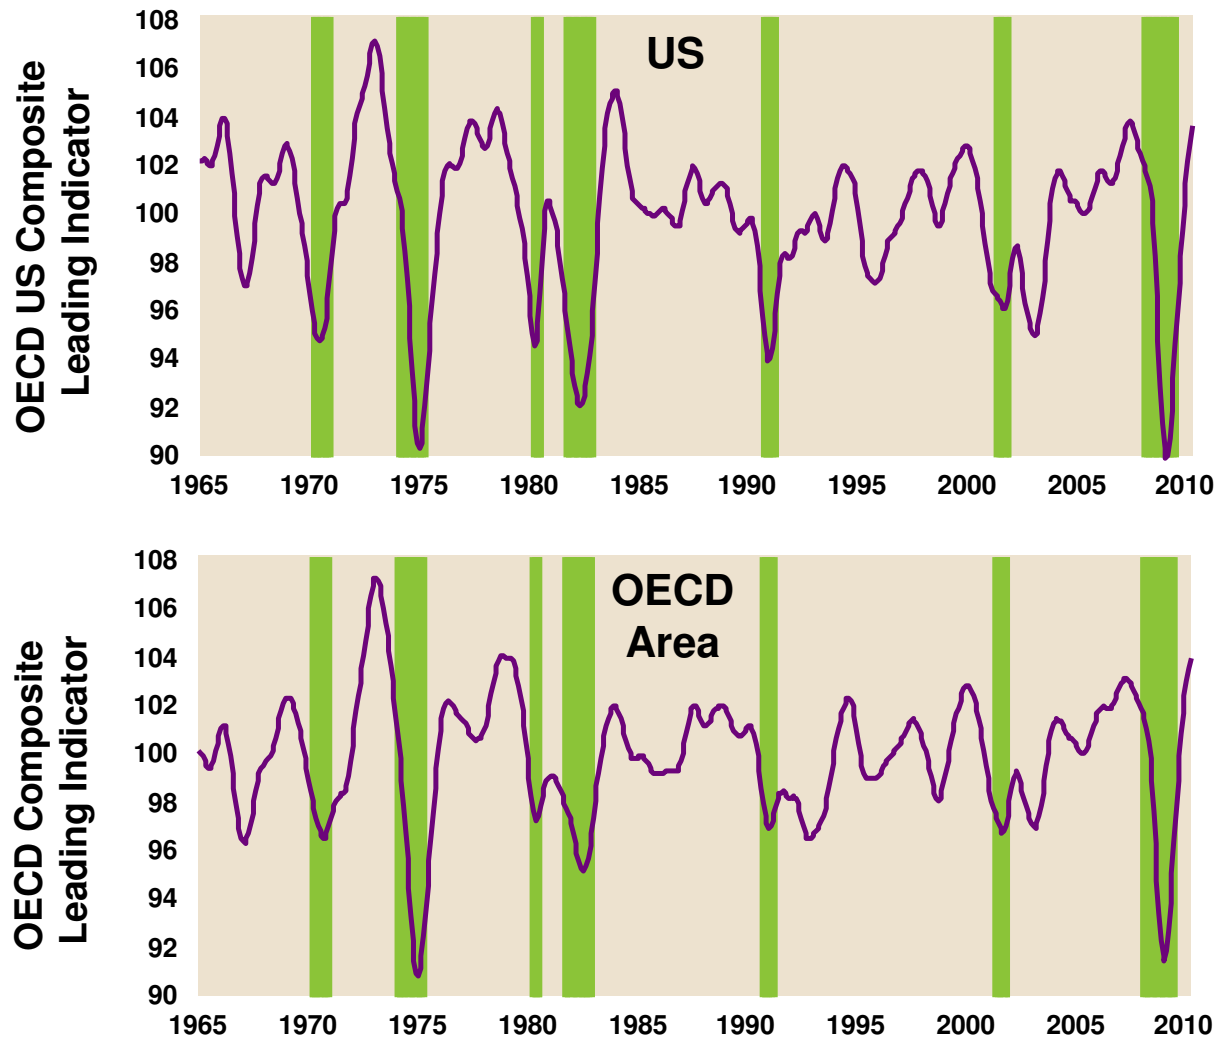 OECD US Composite
Leading Indicator
108
106
104
102
100
98
96
94
92
90
US
1965 1970 1975 1980 1985 1990 1995 2000 2005 2010
OECD Composite
Leading Indicator
108
106
104
102
100
98
96
94
92
90
OECD
Area
1965 1970 1975 1980 1985 1990 1995 2000 2005 2010